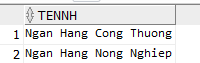 TENNH
1 Ngan Hang Cong Thuong
2 Ngan Hang Nong Nghiep